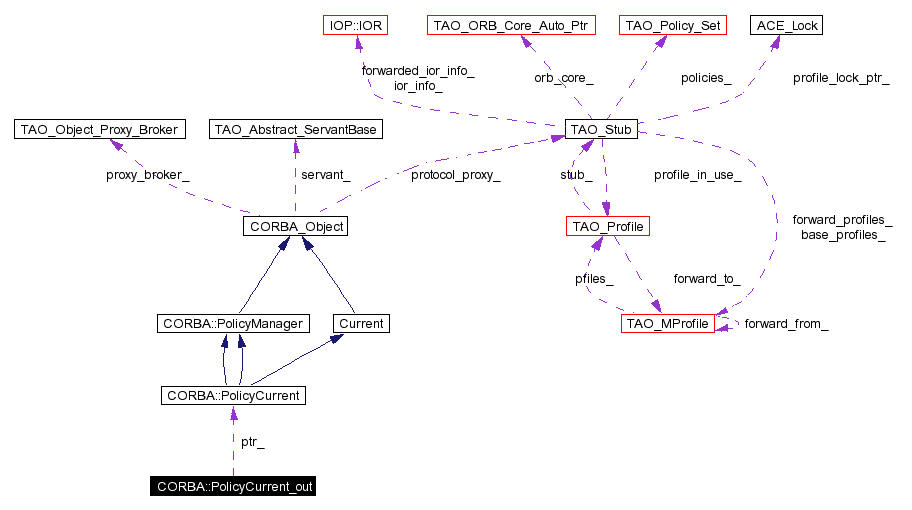 IOP::IOR
TAO_ORB_Core_Auto_Ptr
TAO_Policy_Set
ACE_Lock
forwarded_ior_info_
ior_info_
orb_core_
policies_
profile_lock_ptr_
TAO_Object_Proxy_Broker
TAO_Abstract_ServantBase
TAO_Stub
proxy_broker_
servant_
protocol_proxy_
stub_
profile_in_use_
forward_profiles_
base_profiles_
CORBA_Object
TAO_Profile
pfiles_
forward_to_
CORBA::PolicyManager
Current
TAO_MProfile
forward_from_
CORBA::PolicyCurrent
ptr_
CORBA::PolicyCurrent_out